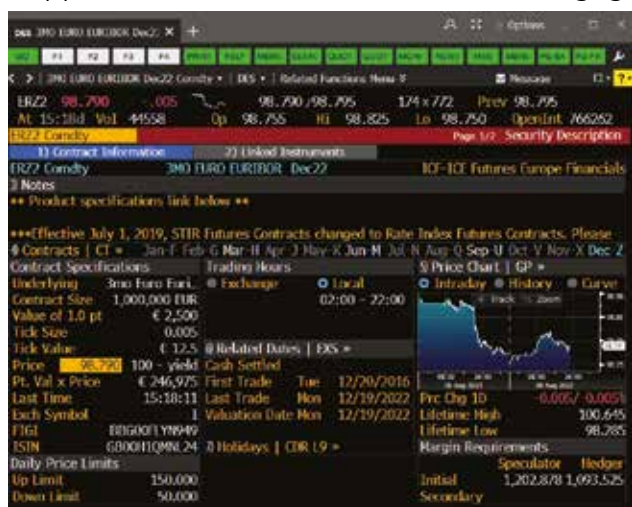 DES 3MO EURO EURIBOR Dec22 × +
Options
3MO EURO EURIBOR Dec22 Comdty DES Related Functions Menu Message
ERZ2 98.790 -.005 98.790/98.795 174x772 Prev 98.795
At 15:18d Vol 44558 Op 98.755 Hi 98.825 Lo 98.750 OpenInt 766262
ERZ2 Comdty Page 1/2 Security Description
1) Contract Information 2) Linked Instruments
ERZ2 Comdty 3MO EURO EURIBOR Dec22 ICF-ICE Futures Europe Financials
3 Notes
** Product specifications link below **
***Effective July 1, 2019, STIR Futures Contracts changed to Rate Index Futures Contracts. Please
Contracts | CT » Jan-F Feb-G Mar-H Apr-J May-K Jun-M Jul-N Aug-Q Sep-U Oct-V Nov-X Dec-Z
Contract Specifications Trading Hours Price Chart | GP »
Underlying 3mo Euro Euri.. Exchange Local Intraday History Curve
Contract Size 1,000,000 EUR 02:00 - 22:00 Track Zoom
Value of 1.0 pt € 2,500
Tick Size 0.005
Tick Value € 12.5 Related Dates | EXS »
Price 98.790 100 - yield Cash Settled
Pt. Val x Price € 246,975 First Trade Tue 12/20/2016
Last Time 15:18:11 Last Trade Mon 12/19/2022 Prc Chg 1D -0.005/
Exch Symbol I Valuation Date Mon 12/19/2022 Lifetime High 100.645
FIGI Lifetime Low 98.285
ISIN GB00H1QMNL24 Holidays | CDR L9 » Margin Requirements
Daily Price Limits Speculator Hedger
Up Limit 150.000 Initial 1,202.878 1,093.525
Down Limit 50.000 Secondary